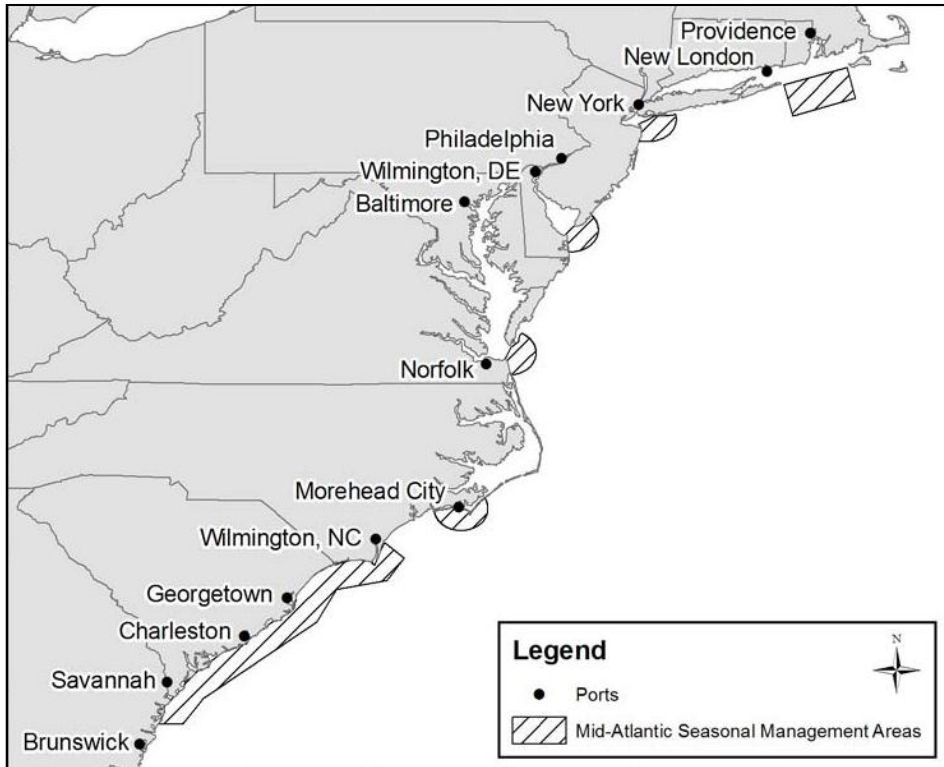 Providence
New London
New York
Philadelphia
Wilmington, DE
Baltimore
Norfolk
Morehead City
Wilmington, NC
Georgetown
Charleston
Savannah
Brunswick
Legend
N
Ports
Mid-Atlantic Seasonal Management Areas